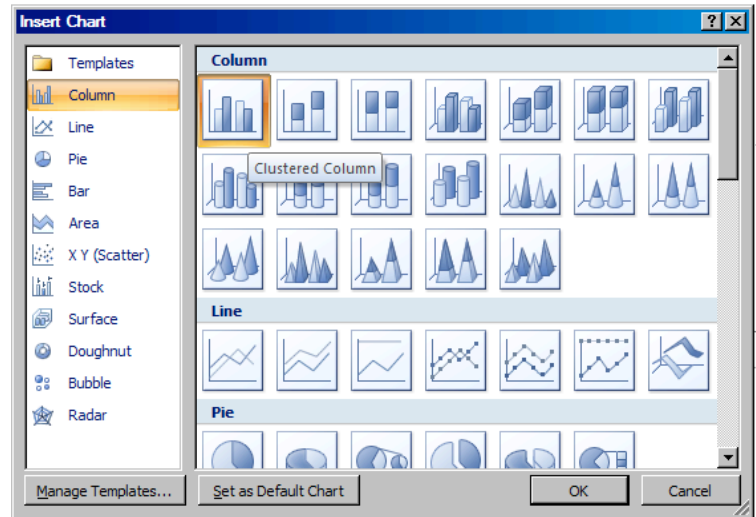 Insert Chart
Templates
Column
Line
Pie
Bar
Area
X Y (Scatter)
Stock
Surface
Doughnut
Bubble
Radar
Column
Clustered Column
Line
Pie
Manage Templates...
Set as Default Chart
OK
Cancel